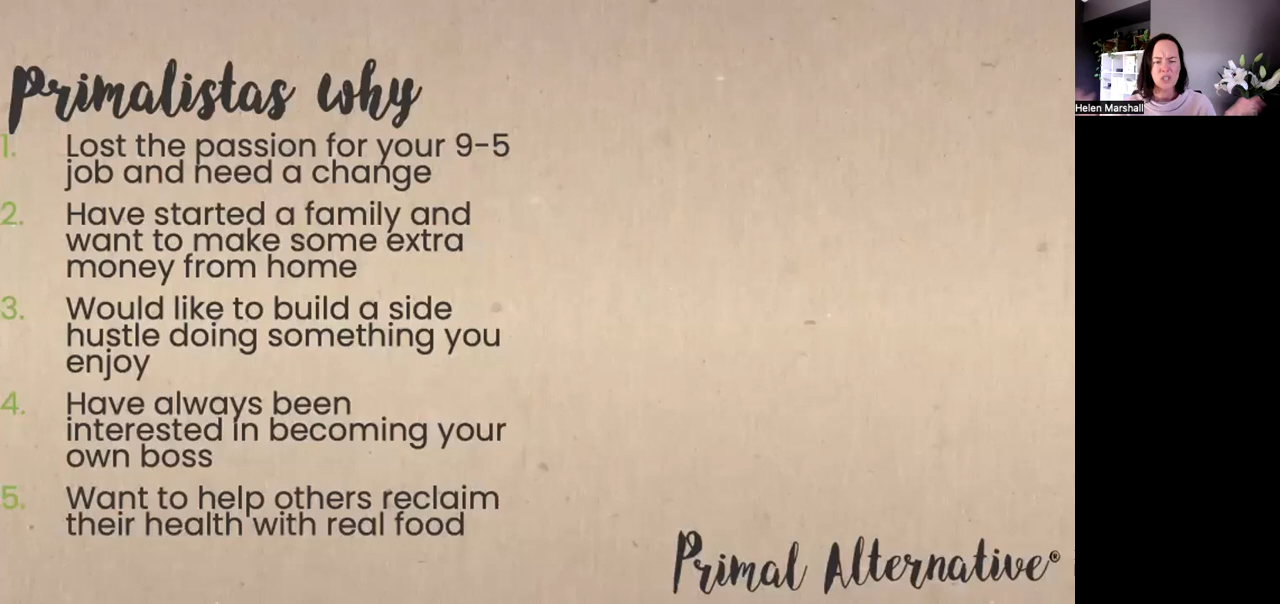 Primalistas why
1. Lost the passion for your 9-5
job and need a change
2. Have started a family and
want to make some extra
money from home
3. Would like to build a side
hustle doing something you
enjoy
4. Have always been
interested in becoming your
own boss
5. Want to help others reclaim
their health with real food
Primal Alternative®
Helen Marshall